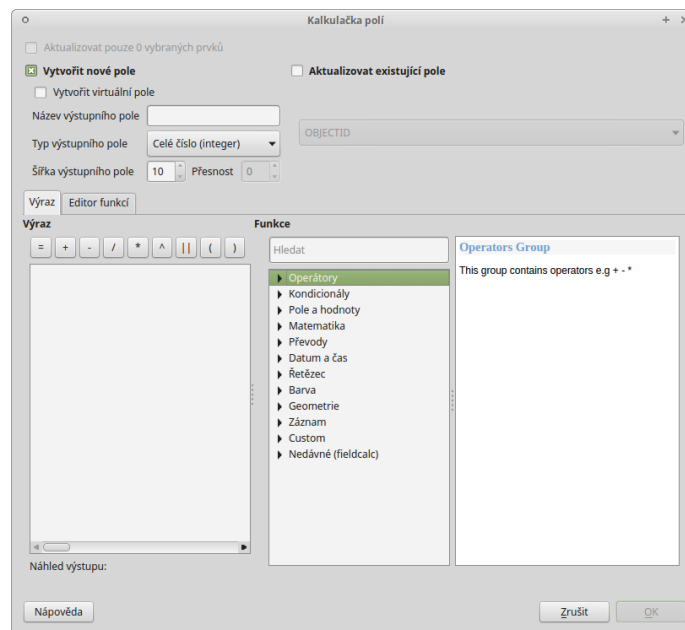 Kalkulačka polí
Aktualizovat pouze 0 vybraných prvků
Vytvořit nové pole
Aktualizovat existující pole
Vytvořit virtuální pole
Název výstupního pole
OBJECTID
Typ výstupního pole
Celé číslo (integer)
Šířka výstupního pole
10
Přesnost
0
Výraz
Editor funkcí
Výraz
= + - / * ^ || ( )
Funkce
Hledat
Operátory
Kondicionály
Pole a hodnoty
Matematika
Převody
Datum a čas
Řetězec
Barva
Geometrie
Záznam
Custom
Nedávné (fieldcalc)
Operators Group
This group contains operators e.g + - *
Náhled výstupu:
Nápověda
Zrušit
OK